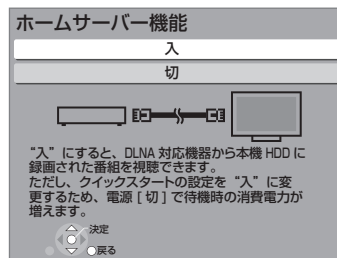 ホームサーバー機能
入
切
“入”にすると、DLNA 対応機器から本機 HDD に
録画された番組を視聴できます。
ただし、クイックスタートの設定を“入”に変
更するため、電源 [ 切 ] で待機時の消費電力が
増えます。
決定
戻る